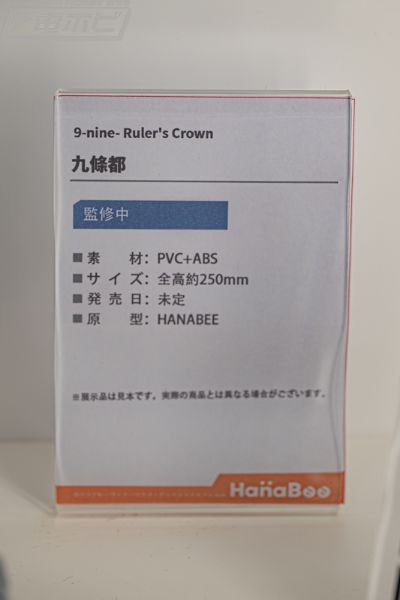 9-nine- Ruler's Crown
九條都
監修中
■素　　材：PVC+ABS
■サ イ ズ：全高約250mm
■発 売 日：未定
■原　　型：HANABEE
※展示品は見本です。実際の商品とは異なる場合がございます。
HanaBee